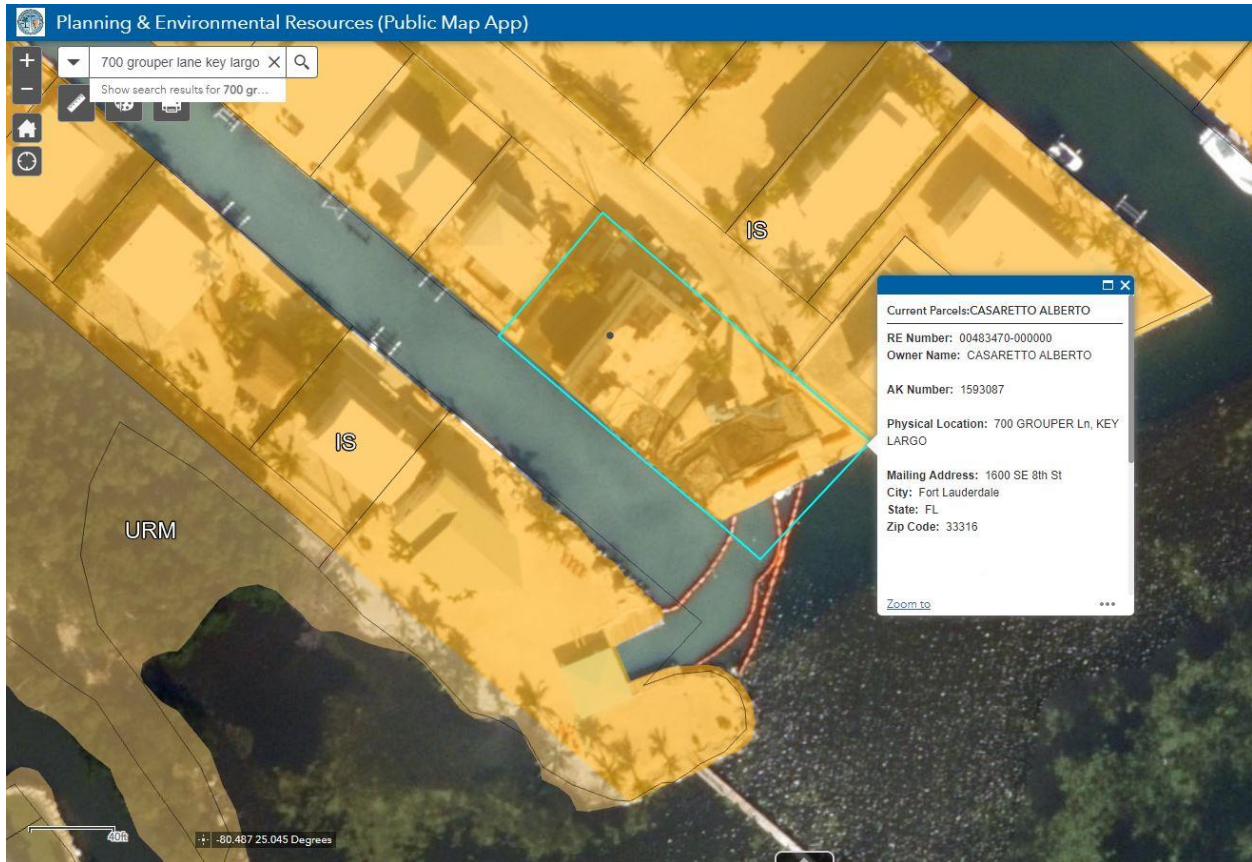 Planning & Environmental Resources (Public Map App)
700 grouper lane key largo
Show search results for 700 gr...
IS
IS
URM
Current Parcels:CASARETTO ALBERTO
RE Number: 00483470-000000
Owner Name: CASARETTO ALBERTO
AK Number: 1593087
Physical Location: 700 GROUPER Ln, KEY
LARGO
Mailing Address: 1600 SE 8th St
City: Fort Lauderdale
State: FL
Zip Code: 33316
Zoom to
40ft
-80.487 25.045 Degrees